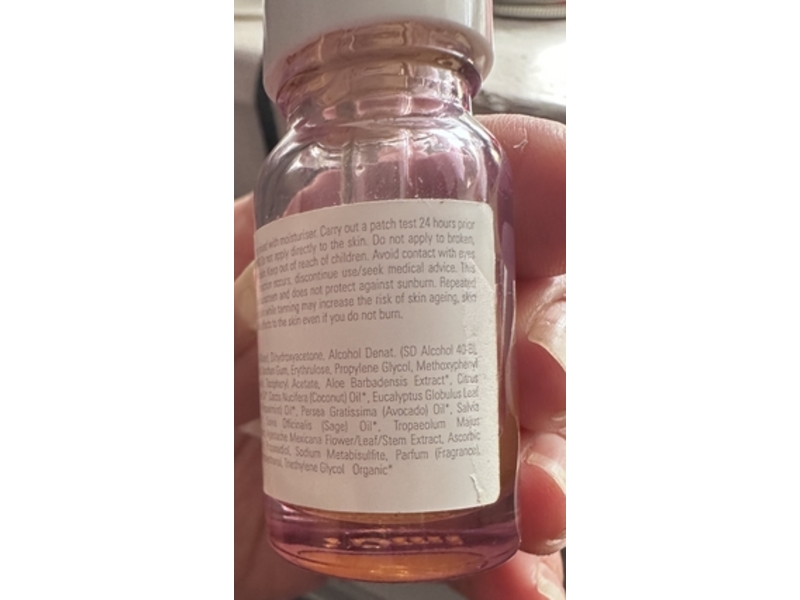 with moisturiser. Carry out a patch test 24 hours prior
not apply directly to the skin. Do not apply to broken,
Keep out of reach of children. Avoid contact with eyes
occurs, discontinue use/seek medical advice. This
and does not protect against sunburn. Repeated
while tanning may increase the risk of skin ageing, skin
effects to the skin even if you do not burn.
Dihydroxyacetone, Alcohol Denat. (SD Alcohol 40-B),
Gum, Erythrulose, Propylene Glycol, Methoxyphenyl
Tocopheryl Acetate, Aloe Barbadensis Extract*, Citrus
Cocos Nucifera (Coconut) Oil*, Eucalyptus Globulus Leaf
Oil*, Persea Gratissima (Avocado) Oil*, Salvia
Officinalis (Sage) Oil*, Tropaeolum Majus
Mexicana Flower/Leaf/Stem Extract, Ascorbic
Sodium Metabisulfite, Parfum (Fragrance),
Triethylene Glycol Organic*